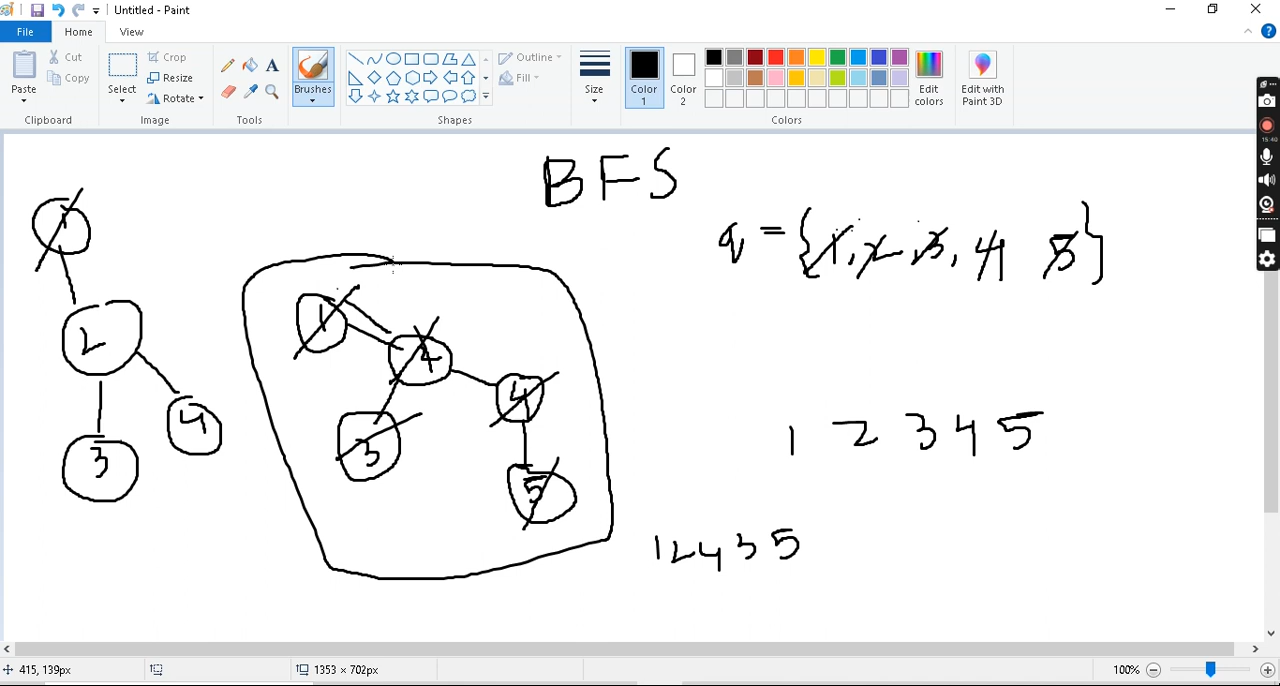 Untitled - Paint
File
Home
View
Paste
Cut
Copy
Clipboard
Select
Crop
Resize
Rotate
Image
Tools
Brushes
Shapes
Outline
Fill
Size
Color
1
Color
2
Edit
colors
Colors
Edit with
Paint 3D
15:40
BFS
q = {1, 2, 3, 4 5}
1
2
3
4
1
2
4
3
5
1 2 3 4 5
1 2 4 3 5
415, 139px
1353 × 702px
100%